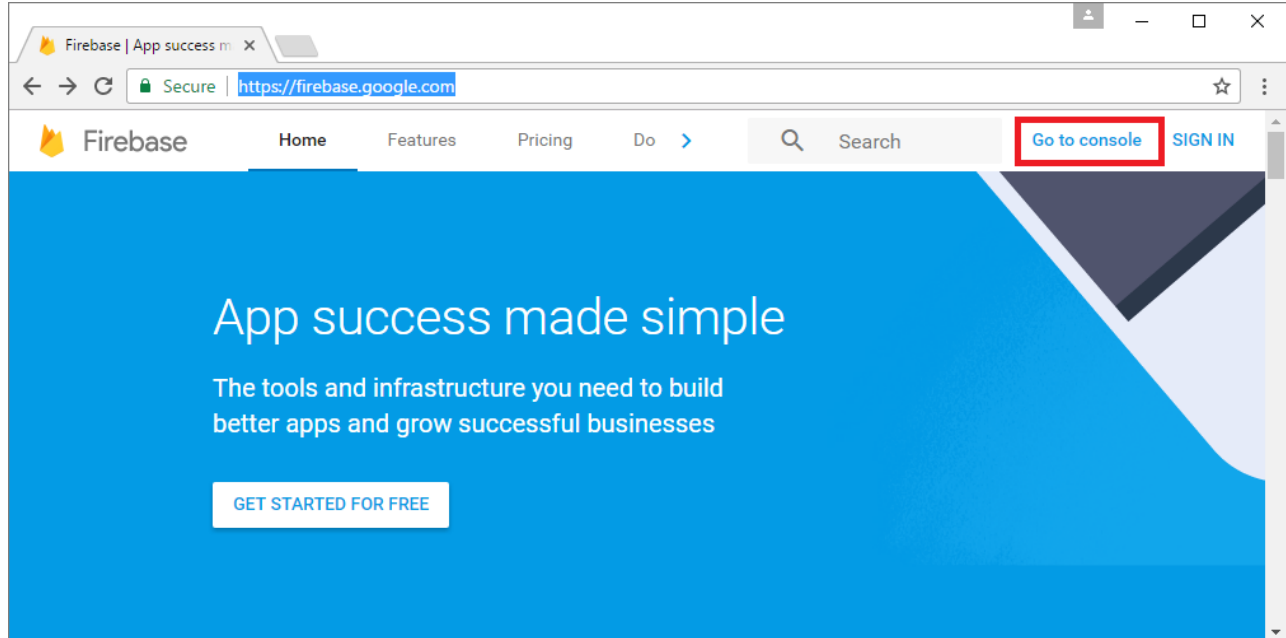 Firebase | App success m
Secure | https://firebase.google.com
Firebase Home Features Pricing Do Search Go to console SIGN IN
App success made simple
The tools and infrastructure you need to build
better apps and grow successful businesses
GET STARTED FOR FREE